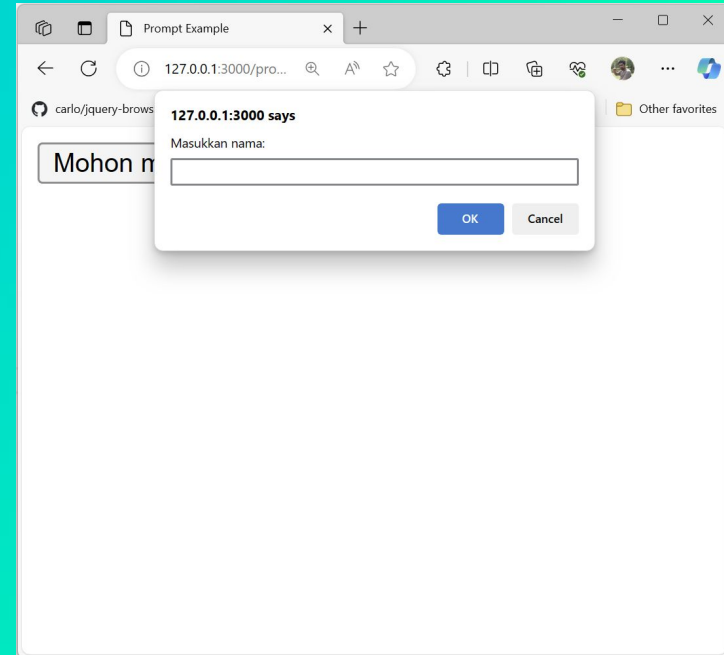 Prompt Example
127.0.0.1:3000/pro...
carlo/jquery-brows
Other favorites
127.0.0.1:3000 says
Masukkan nama:
OK
Cancel
Mohon m